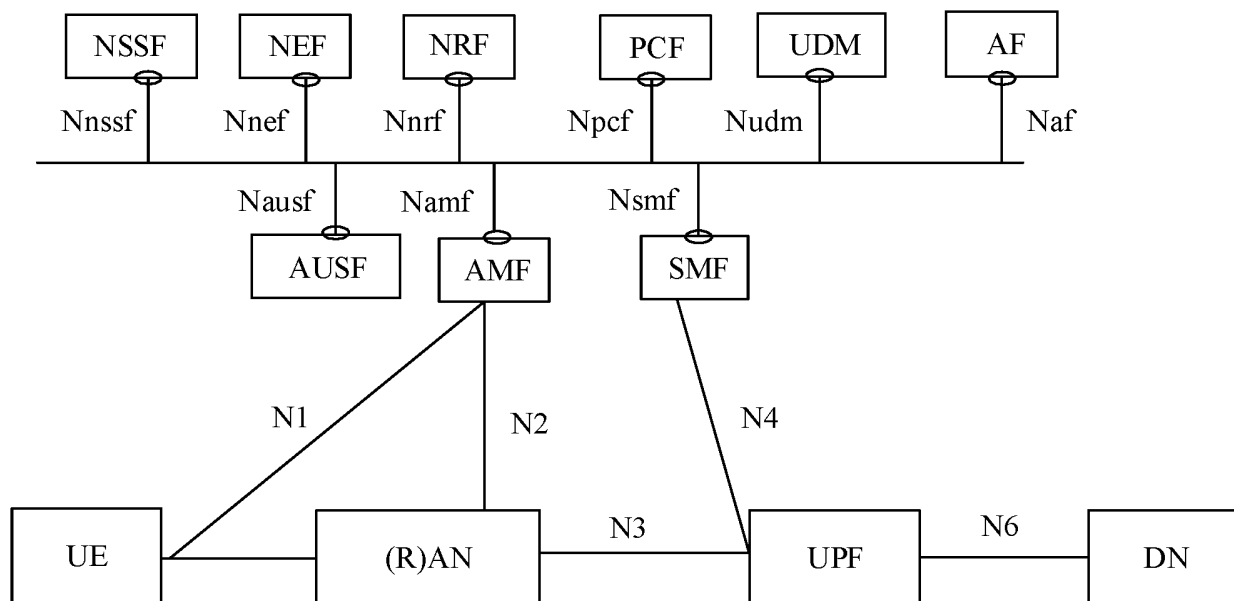 NSSF NEF NRF PCF UDM AF
Nnssf Nnef Nnrf Npcf Nudm Naf
Nausf Namf Nsmf
AUSF AMF SMF
N1 N2 N4
N3 N6
UE (R)AN UPF DN